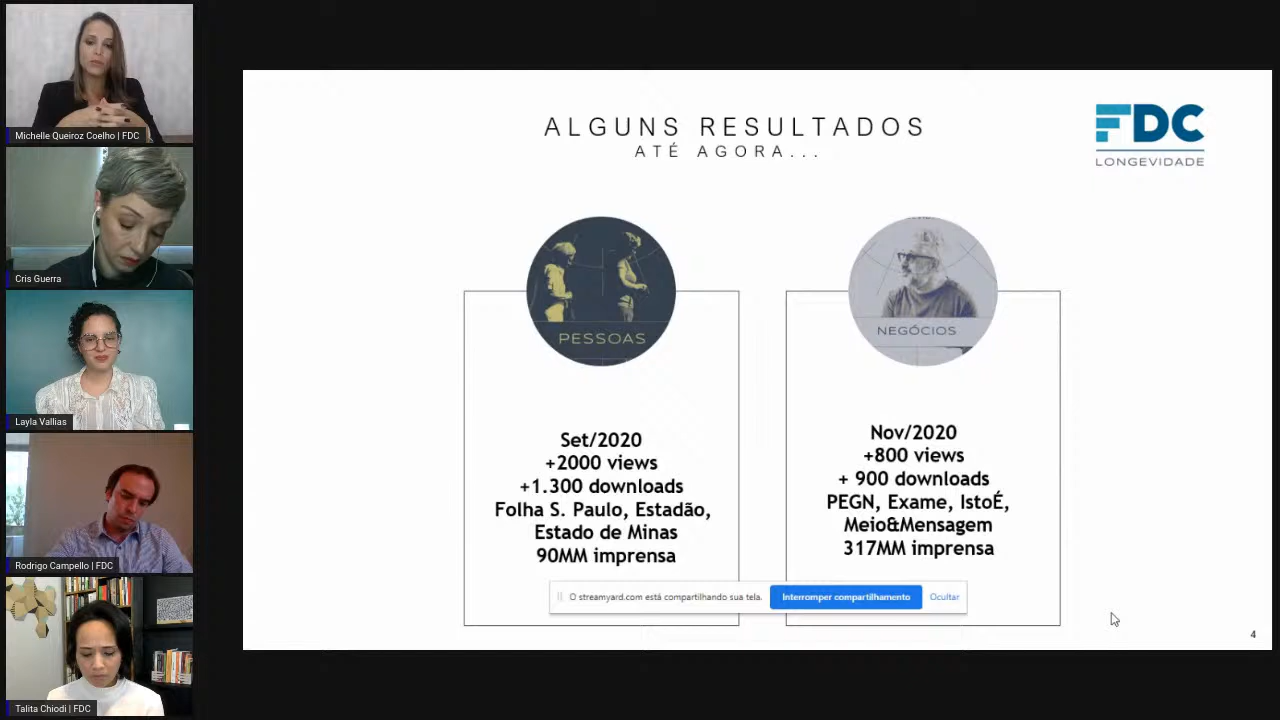 Michelle Queiroz Coelho | FDC
Cris Guerra
Layla Vallias
Rodrigo Campello | FDC
Talita Chiodi | FDC
ALGUNS RESULTADOS
ATÉ AGORA...
FDC
LONGEVIDADE
PESSOAS
Set/2020
+2000 views
+1.300 downloads
Folha S. Paulo, Estadão,
Estado de Minas
90MM imprensa
NEGÓCIOS
Nov/2020
+800 views
+ 900 downloads
PEGN, Exame, IstoÉ,
Meio&Mensagem
317MM imprensa
O streamyard.com está compartilhando sua tela.
Interromper compartilhamento
Ocultar
4